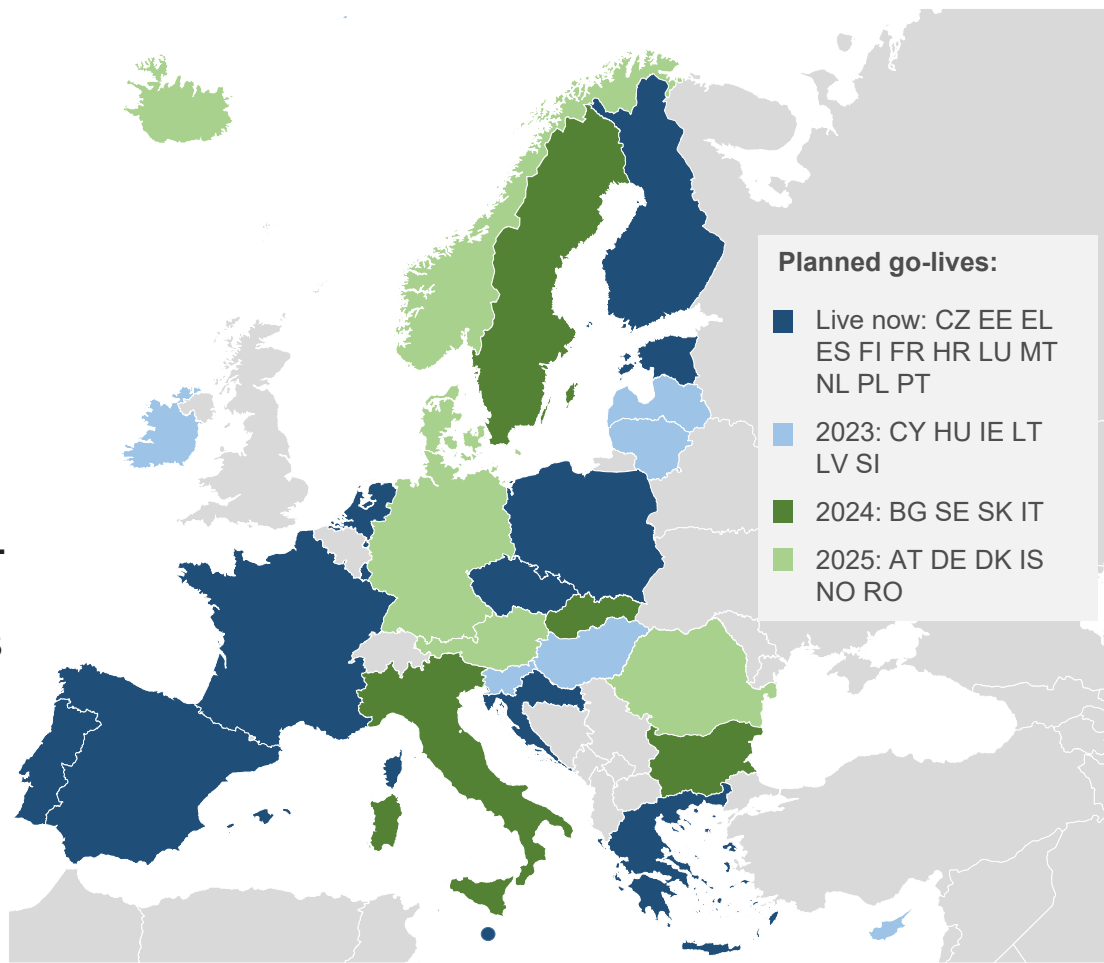 Planned go-lives:
Live now: CZ EE EL
ES FI FR HR LU MT
NL PL PT
2023: CY HU IE LT
LV SI
2024: BG SE SK IT
2025: AT DE DK IS
NO RO